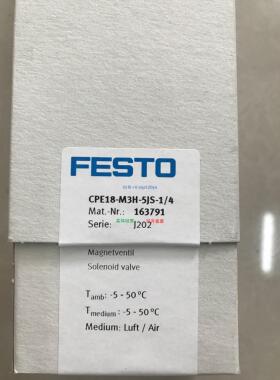 FESTO
CPE18-M3H-5JS-1/4
Mat.-Nr.: 163791
Serie: J202
Magnetventil
Solenoid valve
Tamb: -5 - 50°C
Tmedium: -5 - 50°C
Medium: Luft / Air